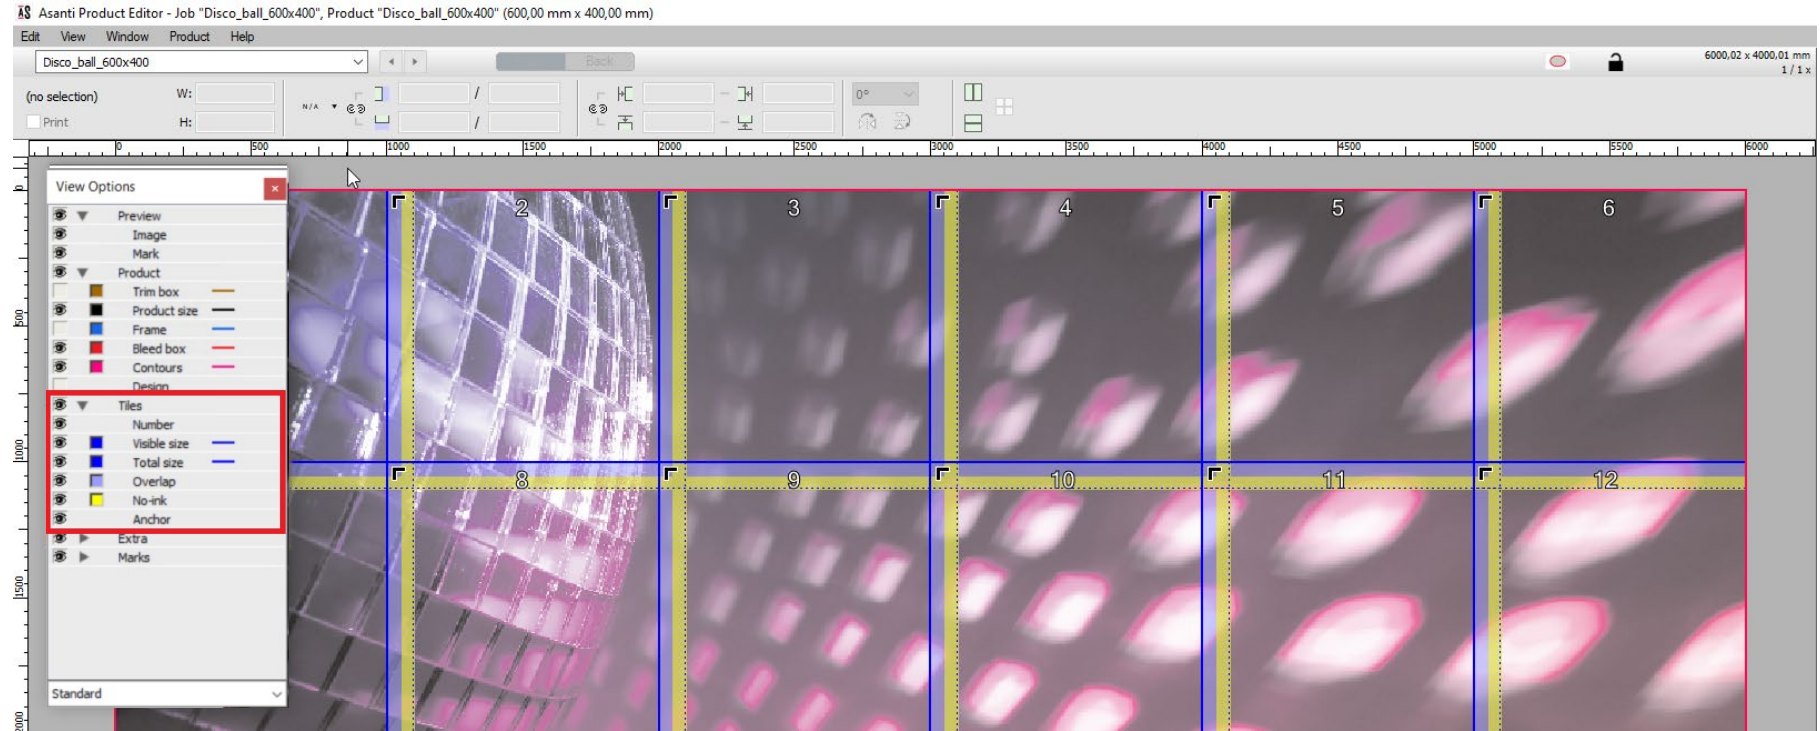 ĀS Asanti Product Editor - Job "Disco_ball_600x400", Product "Disco_ball_600x400" (600,00 mm x 400,00 mm)
Edit View Window Product Help
Disco_ball_600x400 Back 6000,02 x 4000,01 mm
1 / 1 x
(no selection) W: N/A / 0°
Print H: /
0 500 1000 1500 2000 2500 3000 3500 4000 4500 5000 5500 6000
0
500
1000
1500
2000
View Options
Preview
Image
Mark
Product
Trim box
Product size
Frame
Bleed box
Contours
Design
Tiles
Number
Visible size
Total size
Overlap
No-ink
Anchor
Extra
Marks
Standard
2 3 4 5 6
8 9 10 11 12